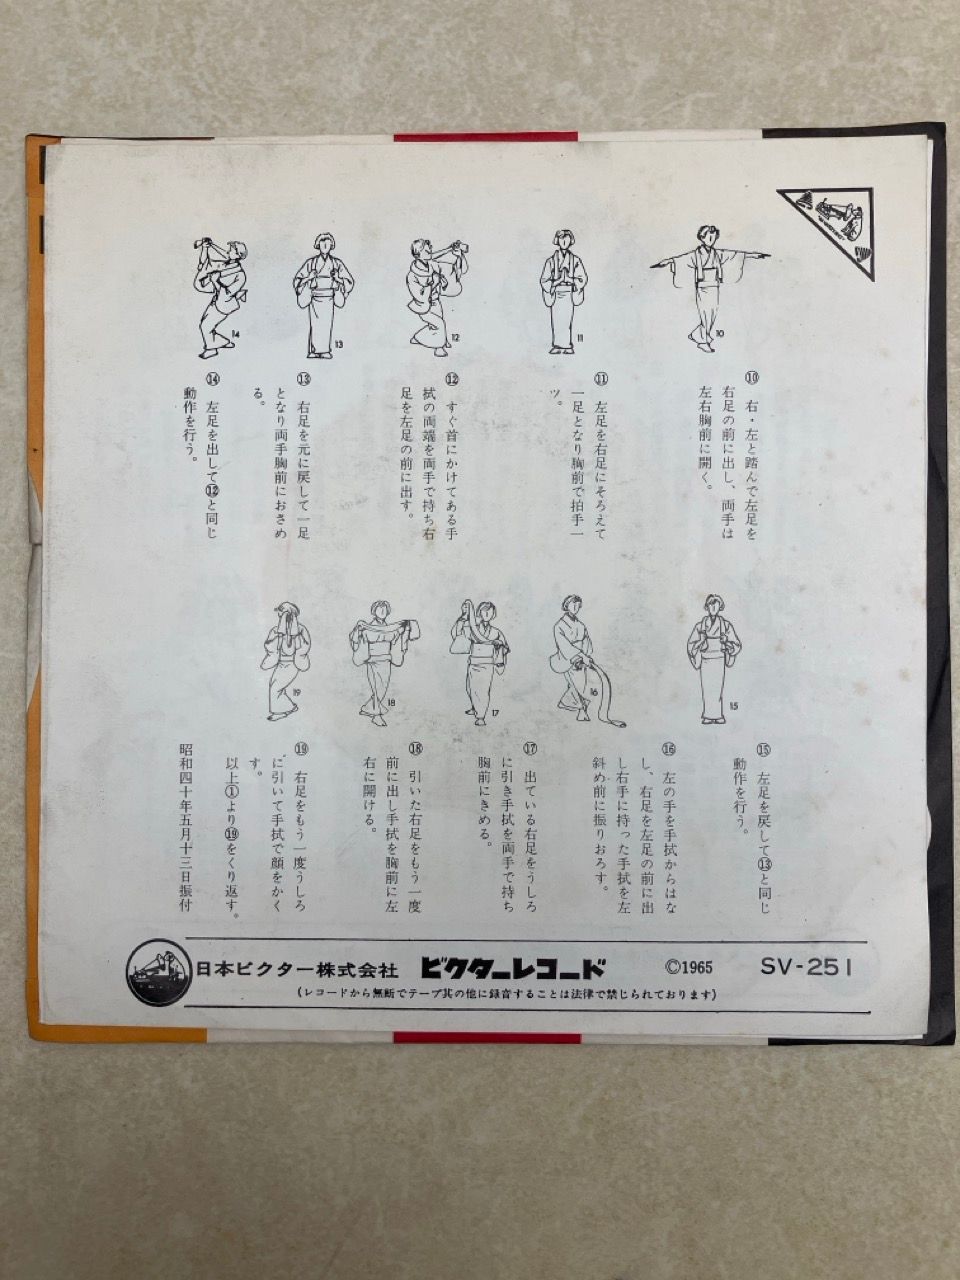 ⑩　右・左と踏んで左足を
右足の前に出し、両手は
左右胸前に開く。
⑪　左足を右足にそろえて
一足となり胸前で拍手一
ツ。
⑫　すぐ首にかけてある手
拭の両端を両手で持ち右
足を左足の前に出す。
⑬　右足を元に戻して一足
となり両手胸前におさめ
る。
⑭　左足を出して⑫と同じ
動作を行う。
10
11
12
13
14
⑮　左足を戻して⑬と同じ
動作を行う。
⑯　左の手を手拭からはな
し、右足を左足の前に出
し右手に持った手拭を左
斜め前に振りおろす。
⑰　出ている右足をうしろ
に引き手拭を両手で持ち
胸前にきめる。
⑱　引いた右足をもう一度
前に出し手拭を胸前に左
右に開ける。
⑲　右足をもう一度うしろ
に引いて手拭で顔をかく
す。
以上①より⑲をくり返す。
昭和四十年五月十三日振付
15
16
17
18
19
日本ビクター株式会社 ビクターレコード ©1965 SV-251
(レコードから無断でテープ其の他に録音することは法律で禁じられております)